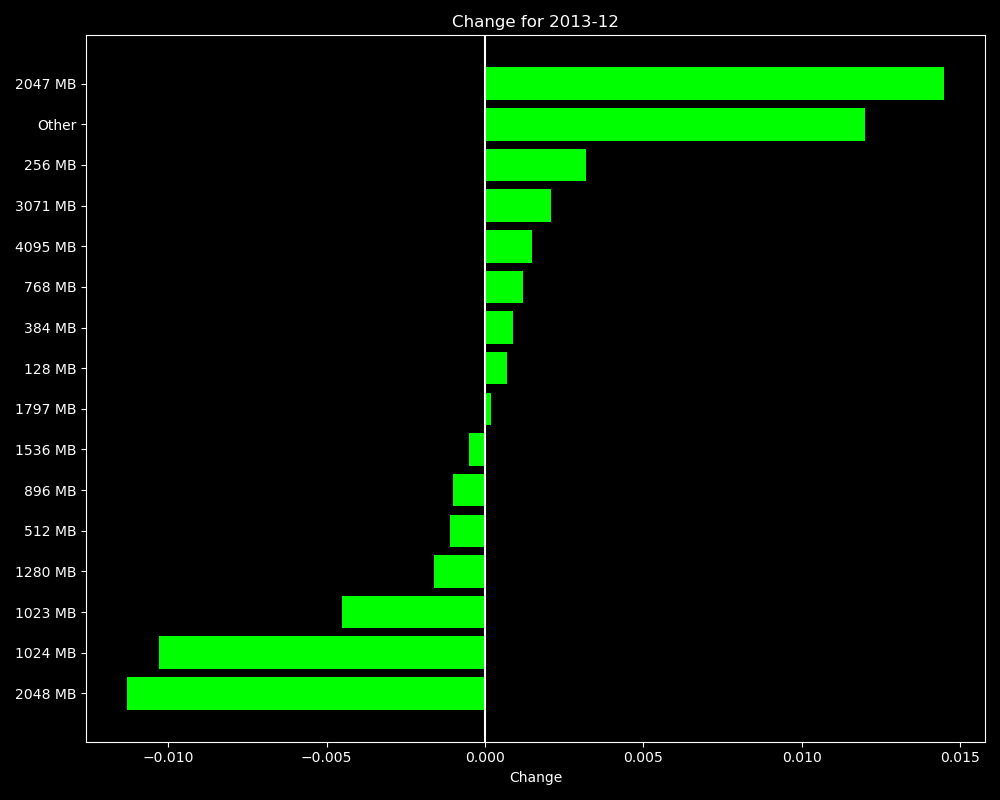 Change for 2013-12
2047 MB
Other
256 MB
3071 MB
4095 MB
768 MB
384 MB
128 MB
1797 MB
1536 MB
896 MB
512 MB
1280 MB
1023 MB
1024 MB
2048 MB
−0.010 −0.005 0.000 0.005 0.010 0.015
Change